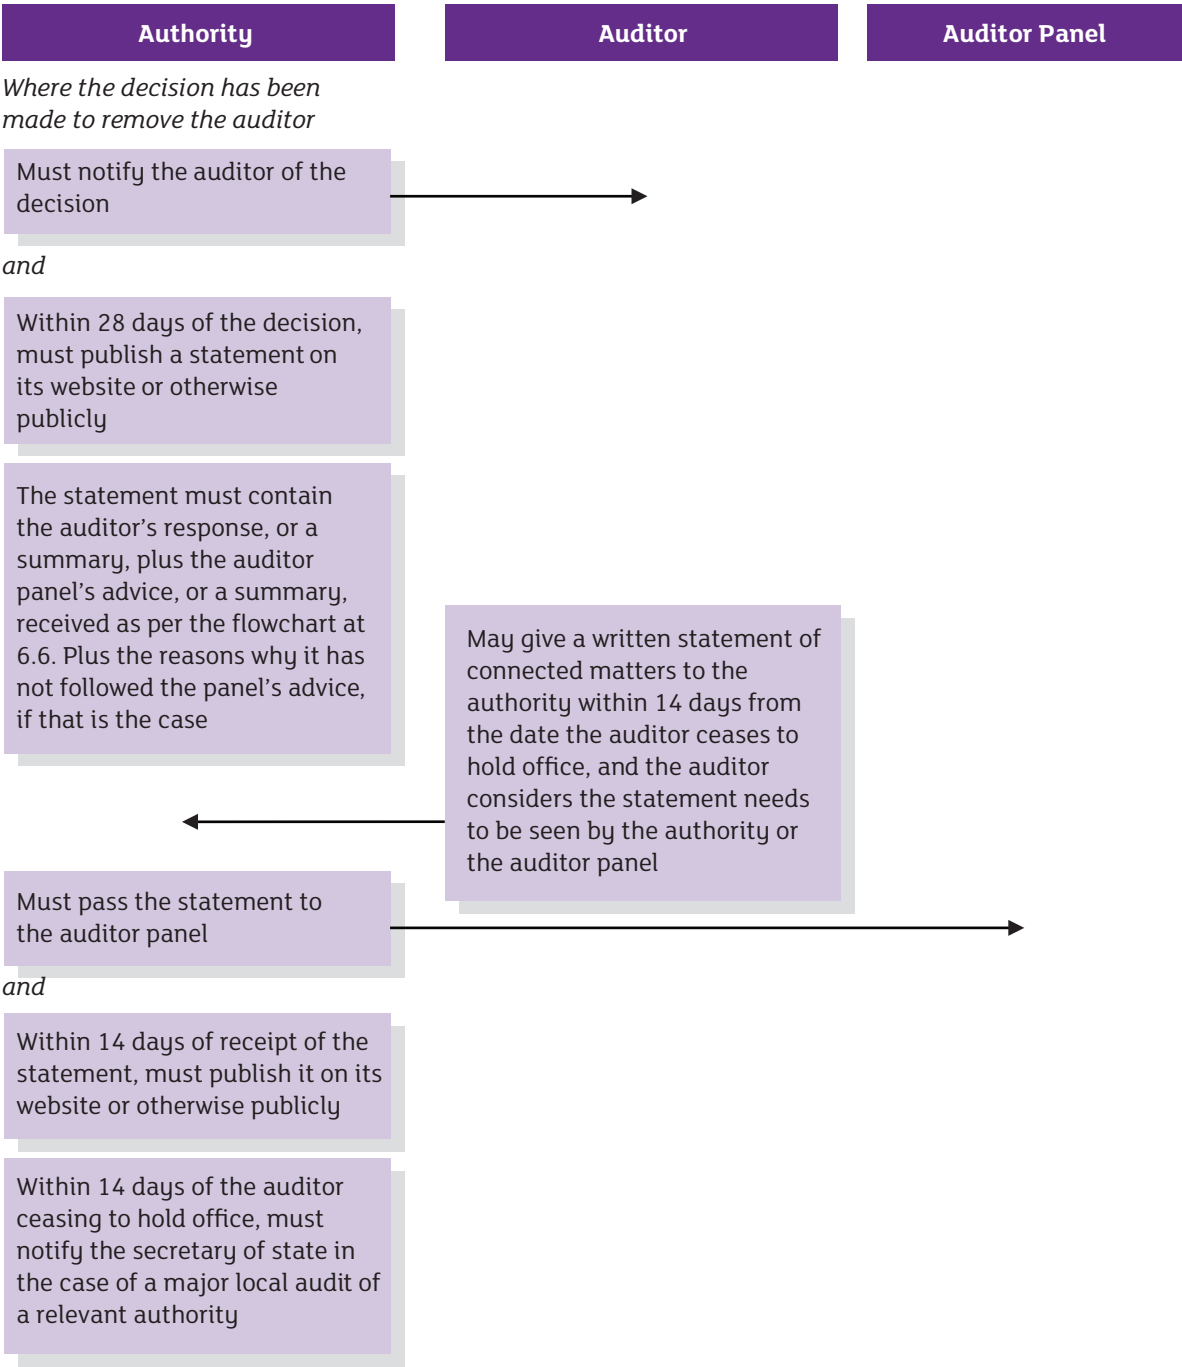 Authority
Auditor
Auditor Panel
Where the decision has been
made to remove the auditor
Must notify the auditor of the
decision
and
Within 28 days of the decision,
must publish a statement on
its website or otherwise
publicly
The statement must contain
the auditor’s response, or a
summary, plus the auditor
panel’s advice, or a summary,
received as per the flowchart at
6.6. Plus the reasons why it has
not followed the panel’s advice,
if that is the case
May give a written statement of
connected matters to the
authority within 14 days from
the date the auditor ceases to
hold office, and the auditor
considers the statement needs
to be seen by the authority or
the auditor panel
Must pass the statement to
the auditor panel
and
Within 14 days of receipt of the
statement, must publish it on its
website or otherwise publicly
Within 14 days of the auditor
ceasing to hold office, must
notify the secretary of state in
the case of a major local audit of
a relevant authority